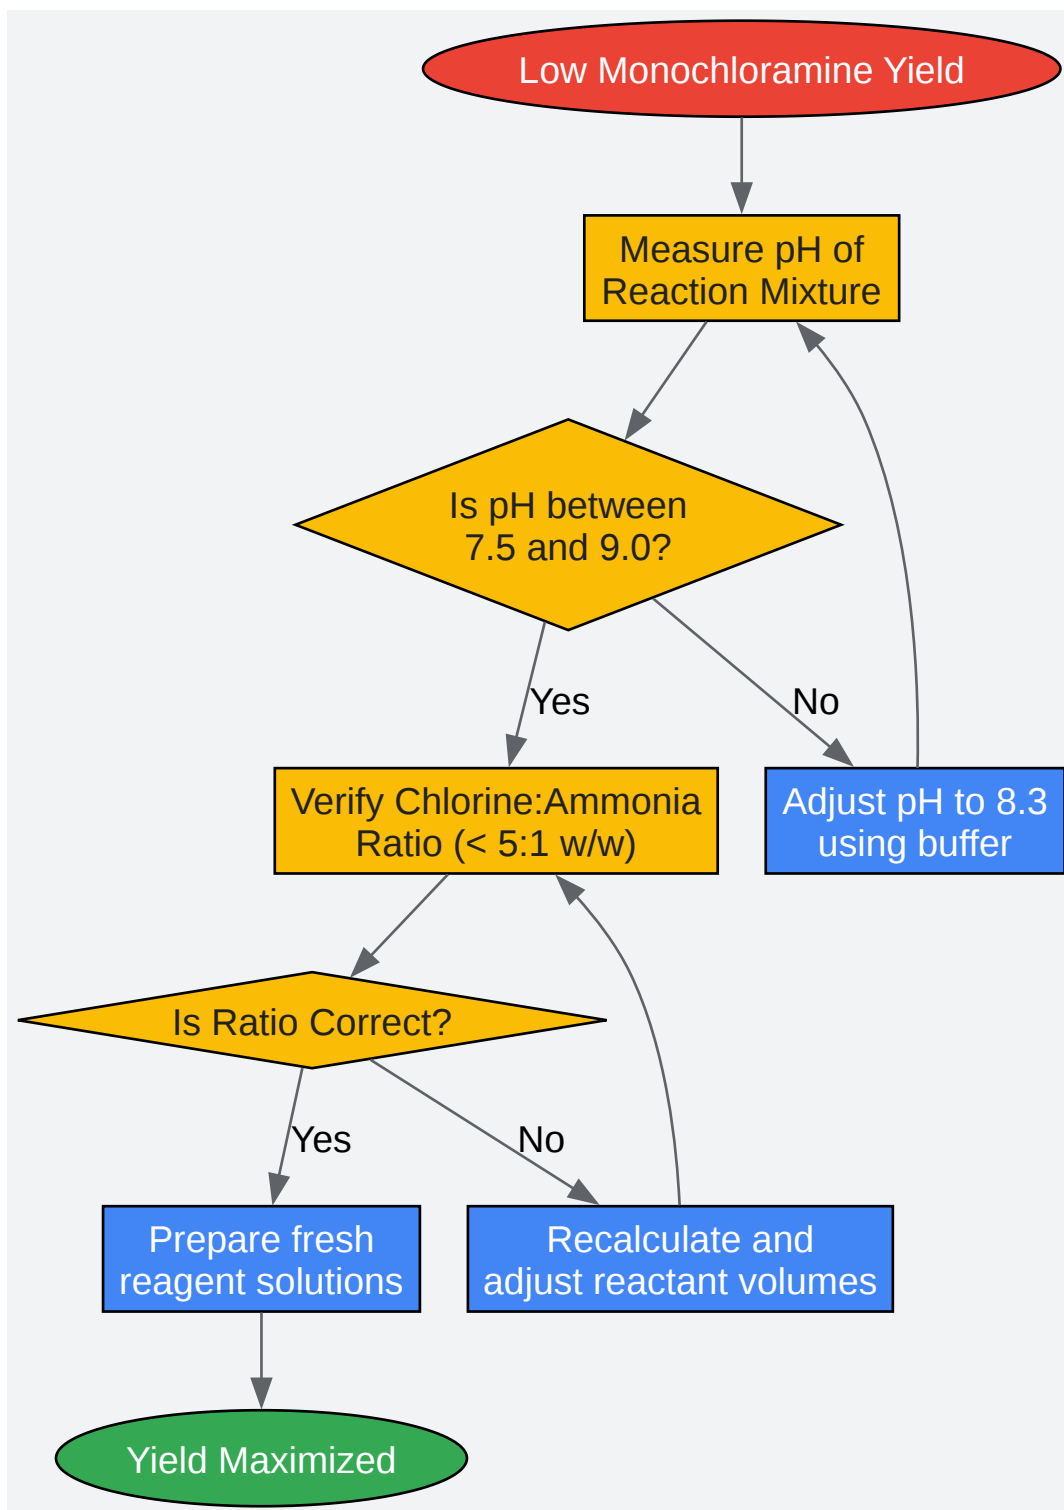 Low Monochloramine Yield
Measure pH of
Reaction Mixture
Is pH between
7.5 and 9.0?
Yes
No
Verify Chlorine:Ammonia
Ratio (< 5:1 w/w)
Adjust pH to 8.3
using buffer
Is Ratio Correct?
Yes
No
Prepare fresh
reagent solutions
Recalculate and
adjust reactant volumes
Yield Maximized